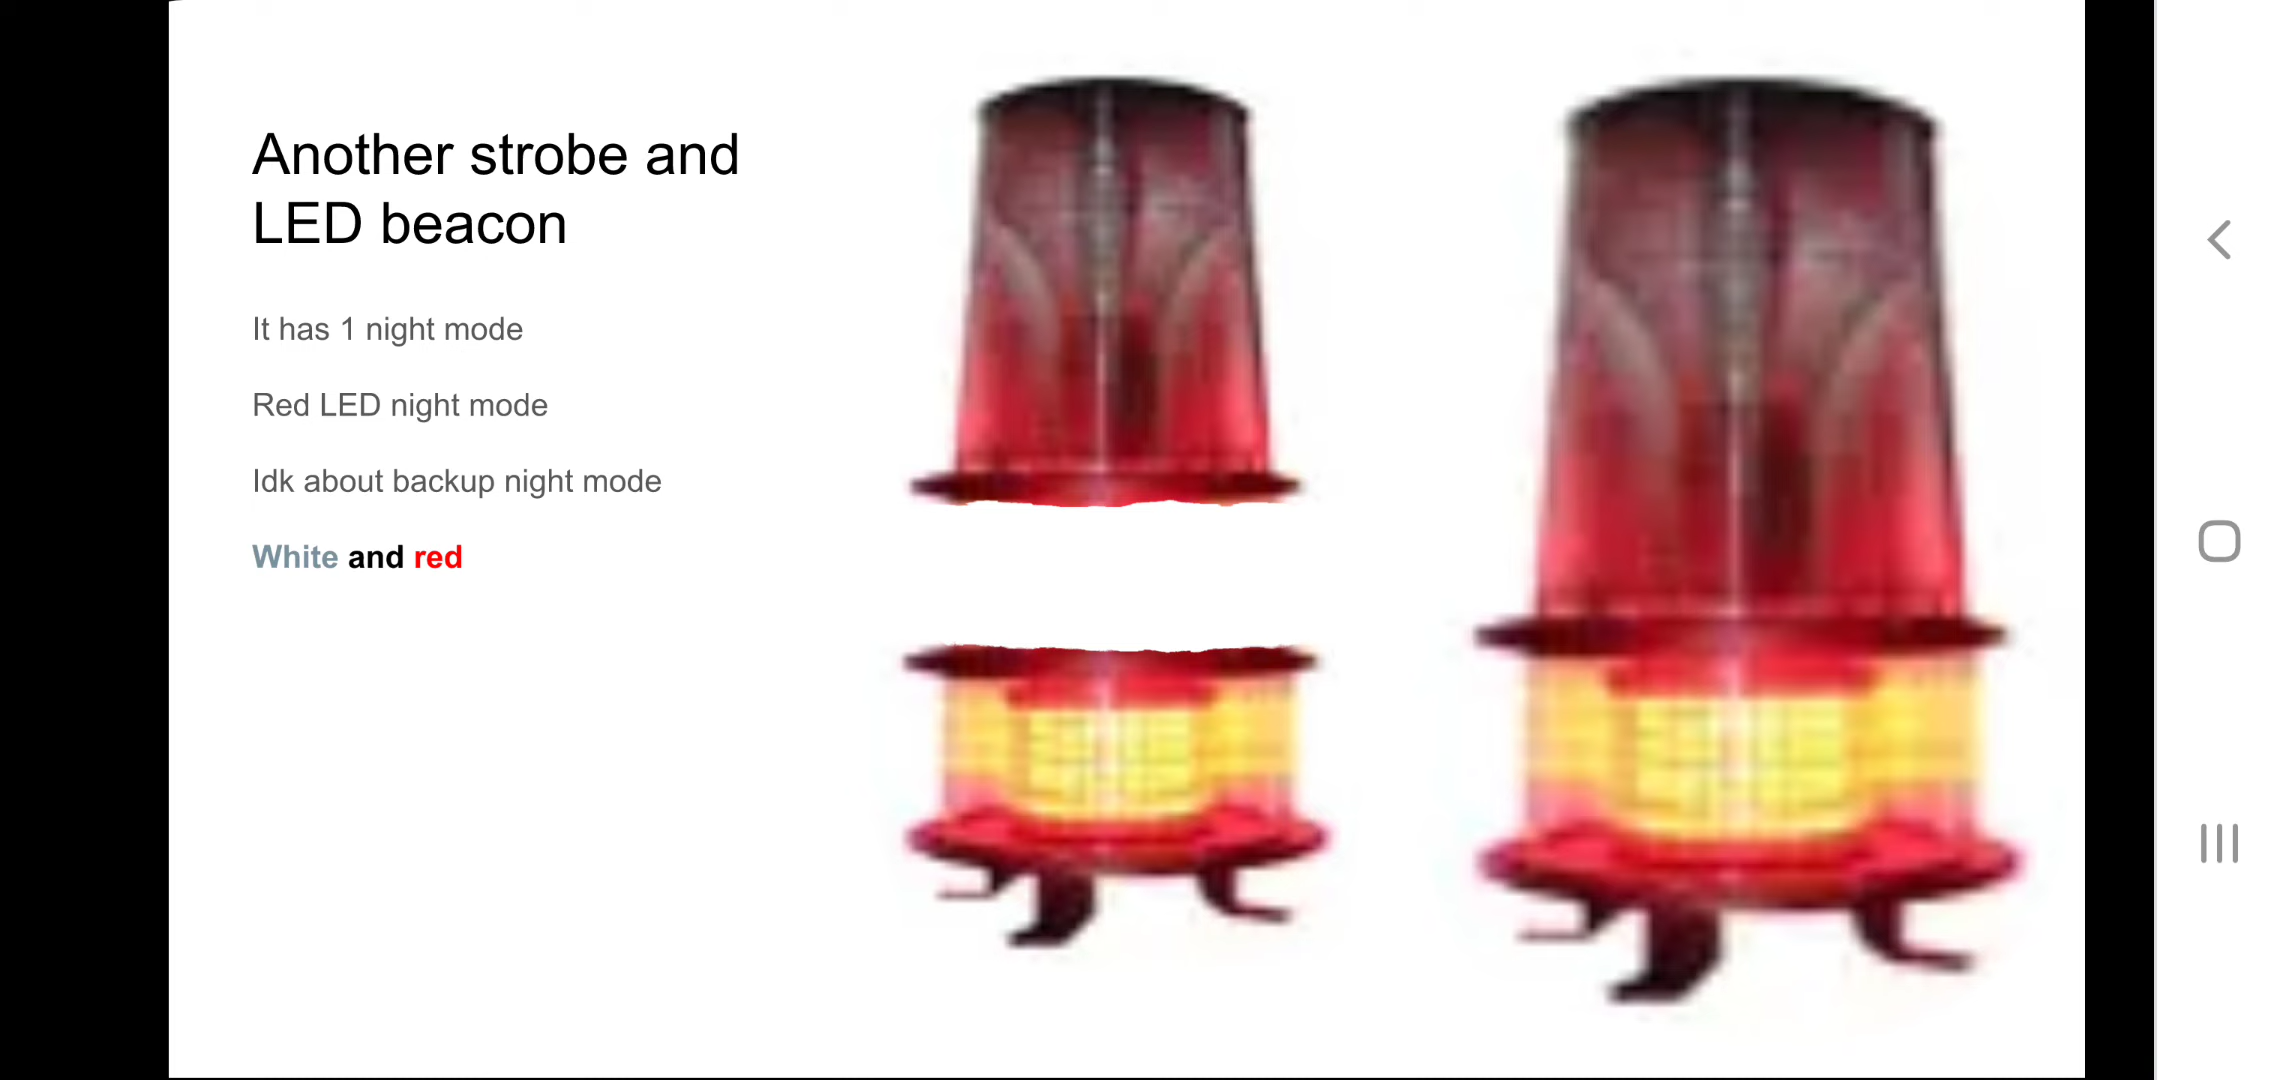 Another strobe and
LED beacon
It has 1 night mode
Red LED night mode
Idk about backup night mode
White and red